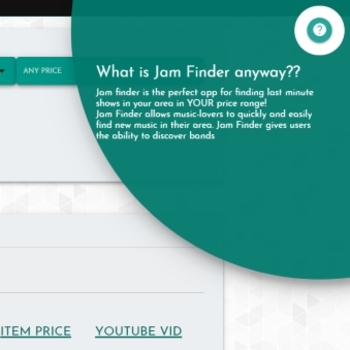 ?
ANY PRICE
What is Jam Finder anyway??
Jam finder is the perfect app for finding last minute
shows in your area in YOUR price range!
Jam Finder allows music-lovers to quickly and easily
find new music in their area. Jam Finder gives users
the ability to discover bands
ITEM PRICE
YOUTUBE VID